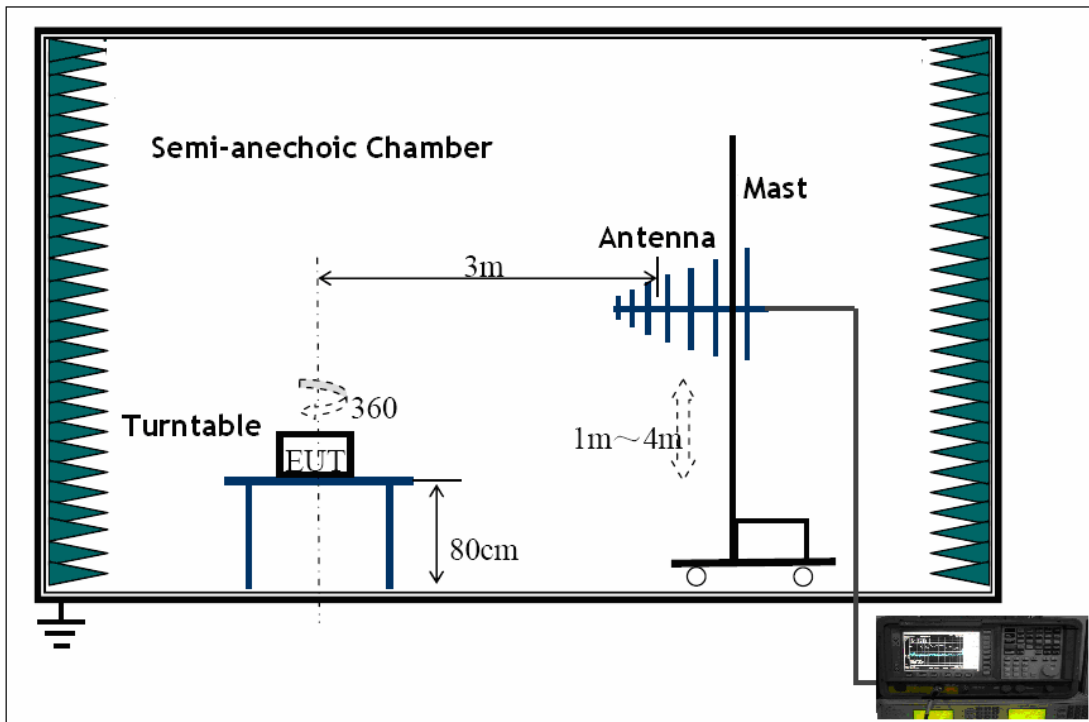 Semi-anechoic Chamber
Mast
Antenna
3m
360
Turntable
1m～4m
EUT
80cm